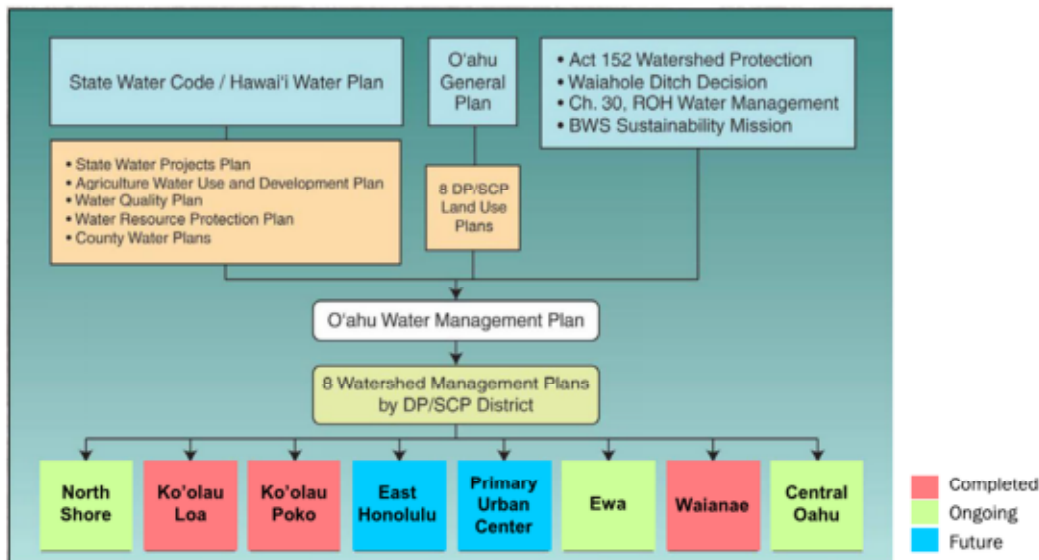 State Water Code / Hawai‘i Water Plan
O‘ahu
General
Plan
• Act 152 Watershed Protection
• Waiahole Ditch Decision
• Ch. 30, ROH Water Management
• BWS Sustainability Mission
• State Water Projects Plan
• Agriculture Water Use and Development Plan
• Water Quality Plan
• Water Resource Protection Plan
• County Water Plans
8 DP/SCP
Land Use
Plans
O‘ahu Water Management Plan
8 Watershed Management Plans
by DP/SCP District
North
Shore
Ko’olau
Loa
Ko’olau
Poko
East
Honolulu
Primary
Urban
Center
Ewa
Waianae
Central
Oahu
Completed
Ongoing
Future